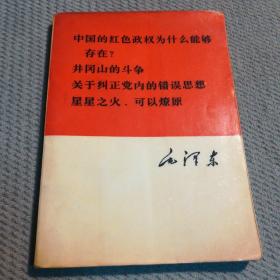 中国的红色政权为什么能够
存在？
井冈山的斗争
关于纠正党内的错误思想
星星之火，可以燎原
毛泽东